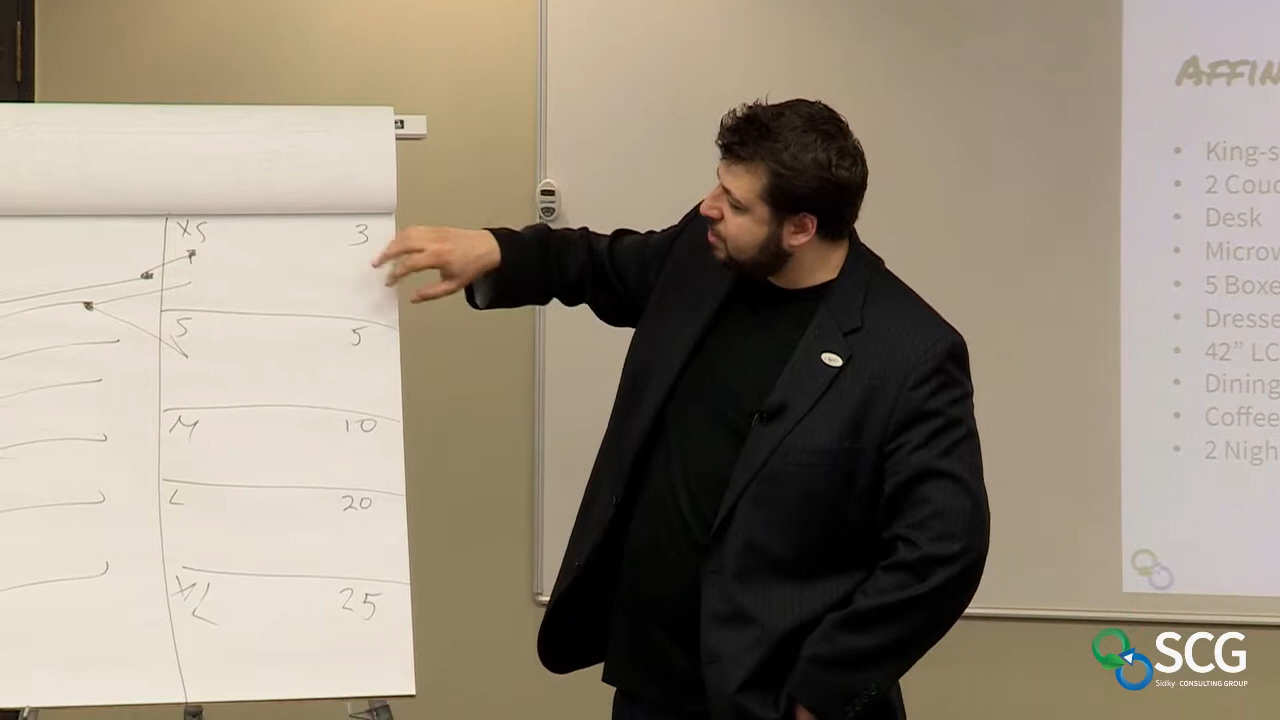 XS 3
S 5
M 10
L 20
XL 25
AFFIN
King-s
2 Couc
Desk
Microw
5 Boxe
Dresse
42" LC
Dining
Coffee
2 Nigh
SCG
Sidky CONSULTING GROUP